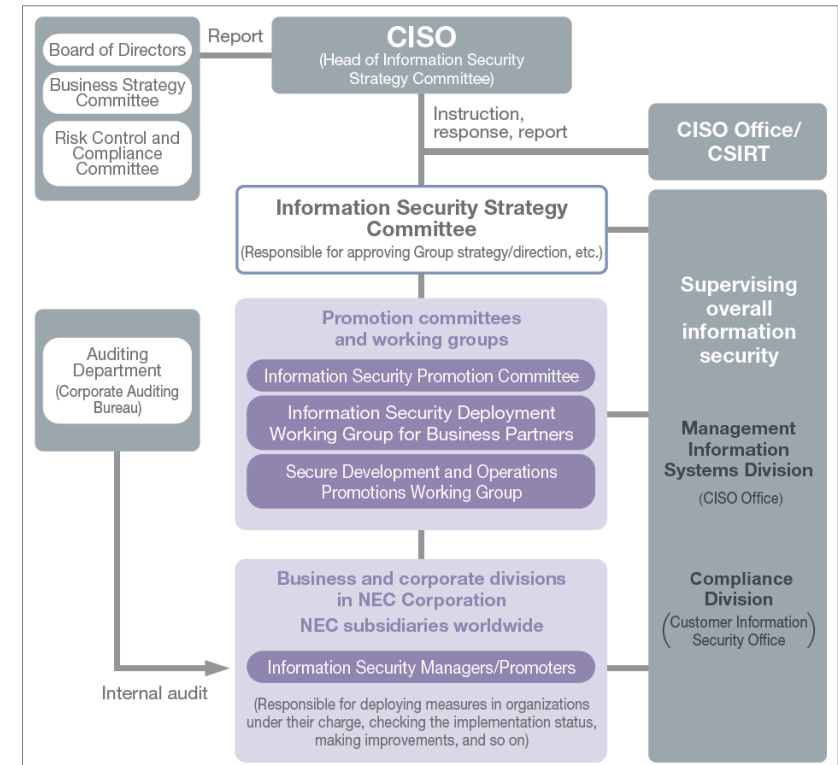 Board of Directors
Business Strategy
Committee
Risk Control and
Compliance
Committee
Report
CISO
(Head of Information Security
Strategy Committee)
Instruction,
response, report
CISO Office/
CSIRT
Information Security Strategy
Committee
(Responsible for approving Group strategy/direction, etc.)
Supervising
overall
information
security
Management
Information
Systems Division
(CISO Office)
Compliance
Division
(Customer Information
Security Office)
Auditing
Department
(Corporate Auditing
Bureau)
Internal audit
Promotion committees
and working groups
Information Security Promotion Committee
Information Security Deployment
Working Group for Business Partners
Secure Development and Operations
Promotions Working Group
Business and corporate divisions
in NEC Corporation
NEC subsidiaries worldwide
Information Security Managers/Promoters
(Responsible for deploying measures in organizations
under their charge, checking the implementation status,
making improvements, and so on)